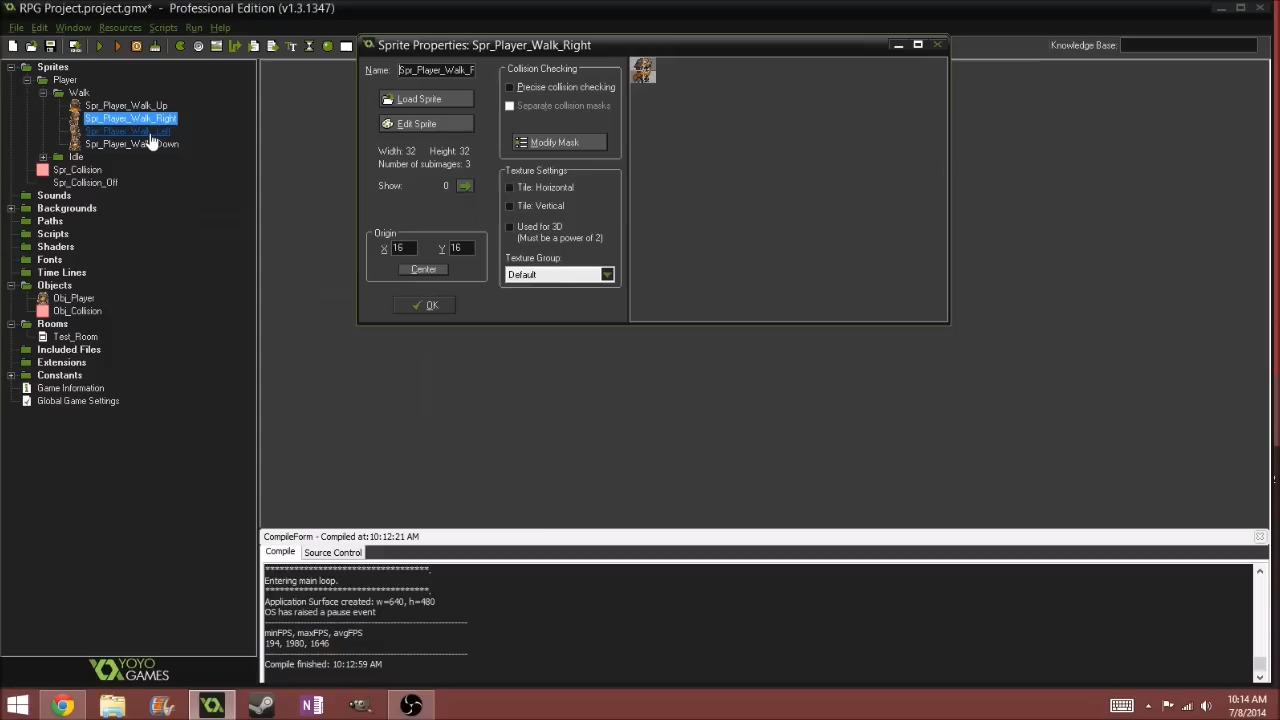 RPG Project.project.gmx* - Professional Edition (v1.3.1347)
File Edit Window Resources Scripts Run Help
Knowledge Base:
Sprites
Player
Walk
Spr_Player_Walk_Up
Spr_Player_Walk_Right
Spr_Player_Walk_Left
Spr_Player_Walk_Down
Idle
Spr_Collision
Spr_Collision_Off
Sounds
Backgrounds
Paths
Scripts
Shaders
Fonts
Time Lines
Objects
Obj_Player
Obj_Collision
Rooms
Test_Room
Included Files
Extensions
Constants
Game Information
Global Game Settings
YOYO
GAMES
Sprite Properties: Spr_Player_Walk_Right
Name: Spr_Player_Walk_F
Load Sprite
Edit Sprite
Width: 32 Height: 32
Number of subimages: 3
Show: 0
Origin
X 16 Y 16
Center
OK
Collision Checking
Precise collision checking
Separate collision masks
Modify Mask
Texture Settings
Tile: Horizontal
Tile: Vertical
Used for 3D
(Must be a power of 2)
Texture Group:
Default
CompileForm - Compiled at:10:12:21 AM
Compile Source Control
***********************************.
Entering main loop.
***********************************.
Application Surface created: w=640, h=480
OS has raised a pause event
minFPS, maxFPS, avgFPS
194, 1980, 1646
Compile finished: 10:12:59 AM
10:14 AM
7/8/2014